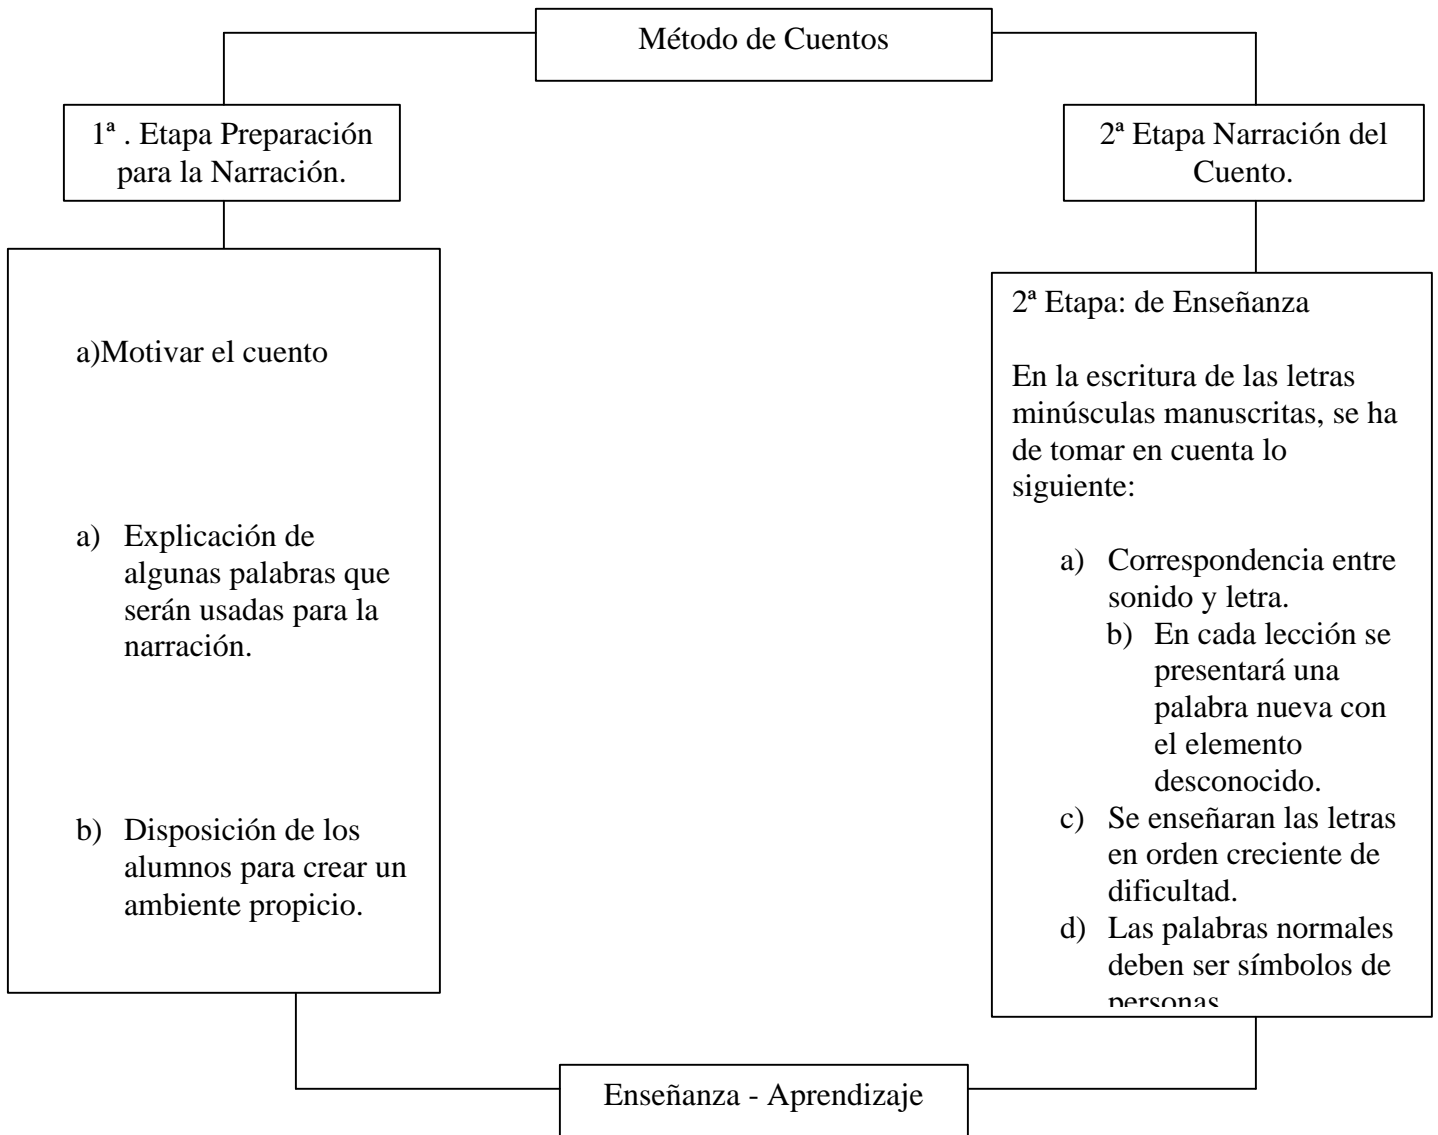 Método de Cuentos
1ª . Etapa Preparación
para la Narración.
2ª Etapa Narración del
Cuento.
a)Motivar el cuento
a) Explicación de
algunas palabras que
serán usadas para la
narración.
b) Disposición de los
alumnos para crear un
ambiente propicio.
2ª Etapa: de Enseñanza
En la escritura de las letras
minúsculas manuscritas, se ha
de tomar en cuenta lo
siguiente:
a) Correspondencia entre
sonido y letra.
b) En cada lección se
presentará una
palabra nueva con
el elemento
desconocido.
c) Se enseñaran las letras
en orden creciente de
dificultad.
d) Las palabras normales
deben ser símbolos de
personas
Enseñanza - Aprendizaje